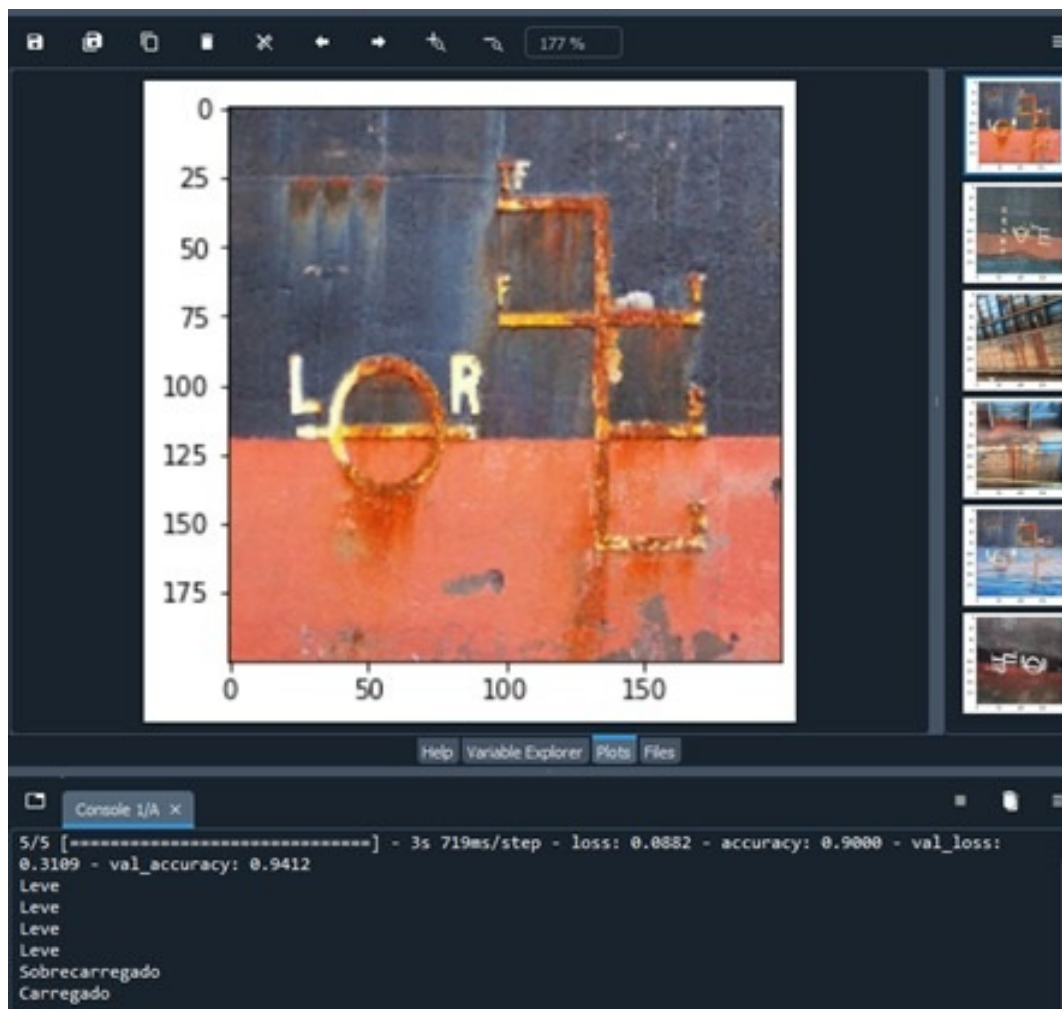 177 %
0
25
50
75
100
125
150
175
TF
F
T
L
R
S
0
50
100
150
Help Variable Explorer Plots Files
Console 1/A ×
5/5 [==============================] - 3s 719ms/step - loss: 0.0882 - accuracy: 0.9000 - val_loss:
0.3109 - val_accuracy: 0.9412
Leve
Leve
Leve
Leve
Sobrecarregado
Carregado